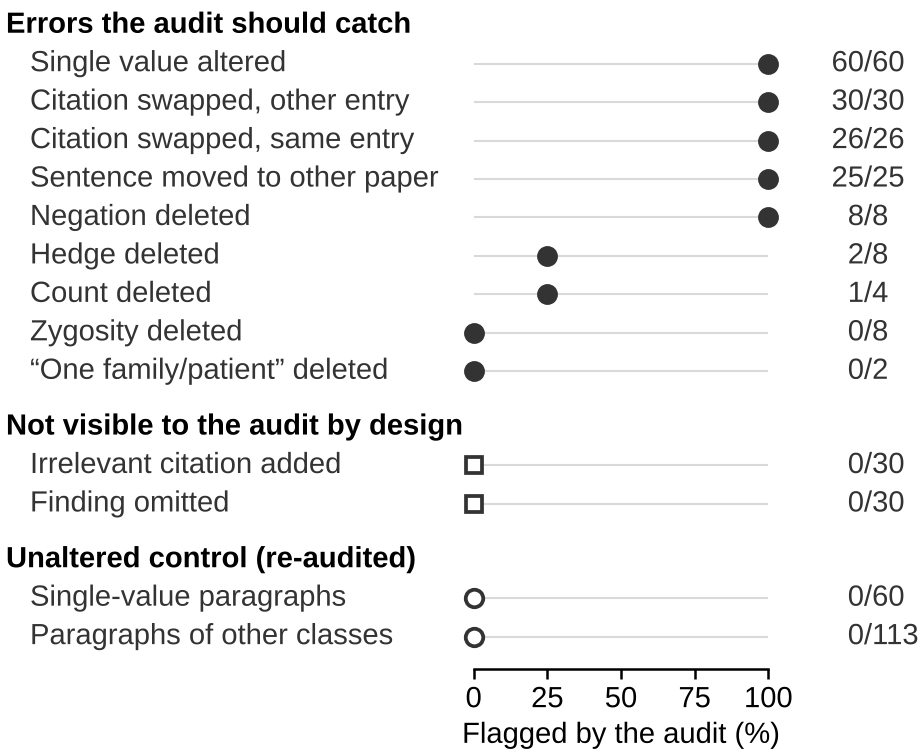 Errors the audit should catch
Single value altered 60/60
Citation swapped, other entry 30/30
Citation swapped, same entry 26/26
Sentence moved to other paper 25/25
Negation deleted 8/8
Hedge deleted 2/8
Count deleted 1/4
Zygosity deleted 0/8
“One family/patient” deleted 0/2
Not visible to the audit by design
Irrelevant citation added 0/30
Finding omitted 0/30
Unaltered control (re-audited)
Single-value paragraphs 0/60
Paragraphs of other classes 0/113
0 25 50 75 100
Flagged by the audit (%)